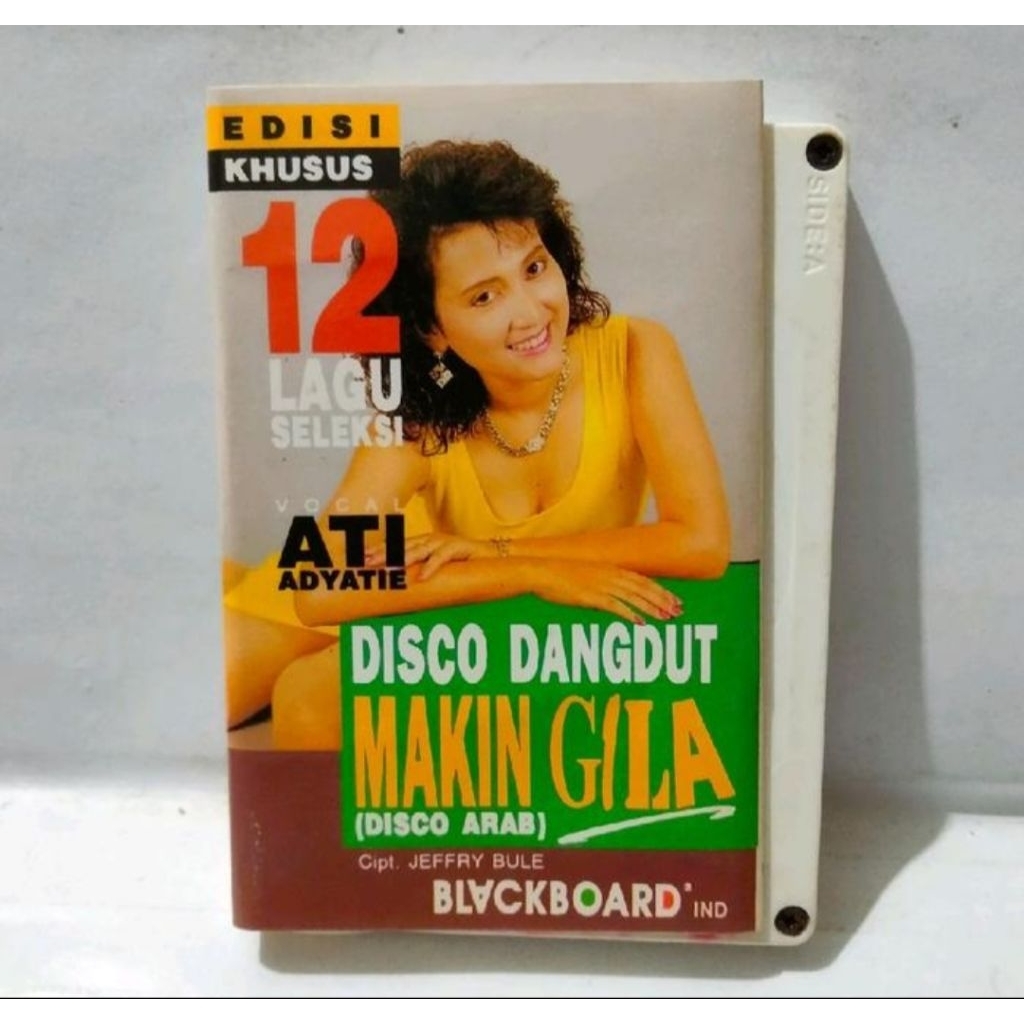 EDISI
KHUSUS
12
LAGU
SELEKSI
VOCAL
ATI
ADYATIE
DISCO DANGDUT
MAKIN GILA
(DISCO ARAB)
Cipt. JEFFRY BULE
BLACKBOARD IND
SIDE:A